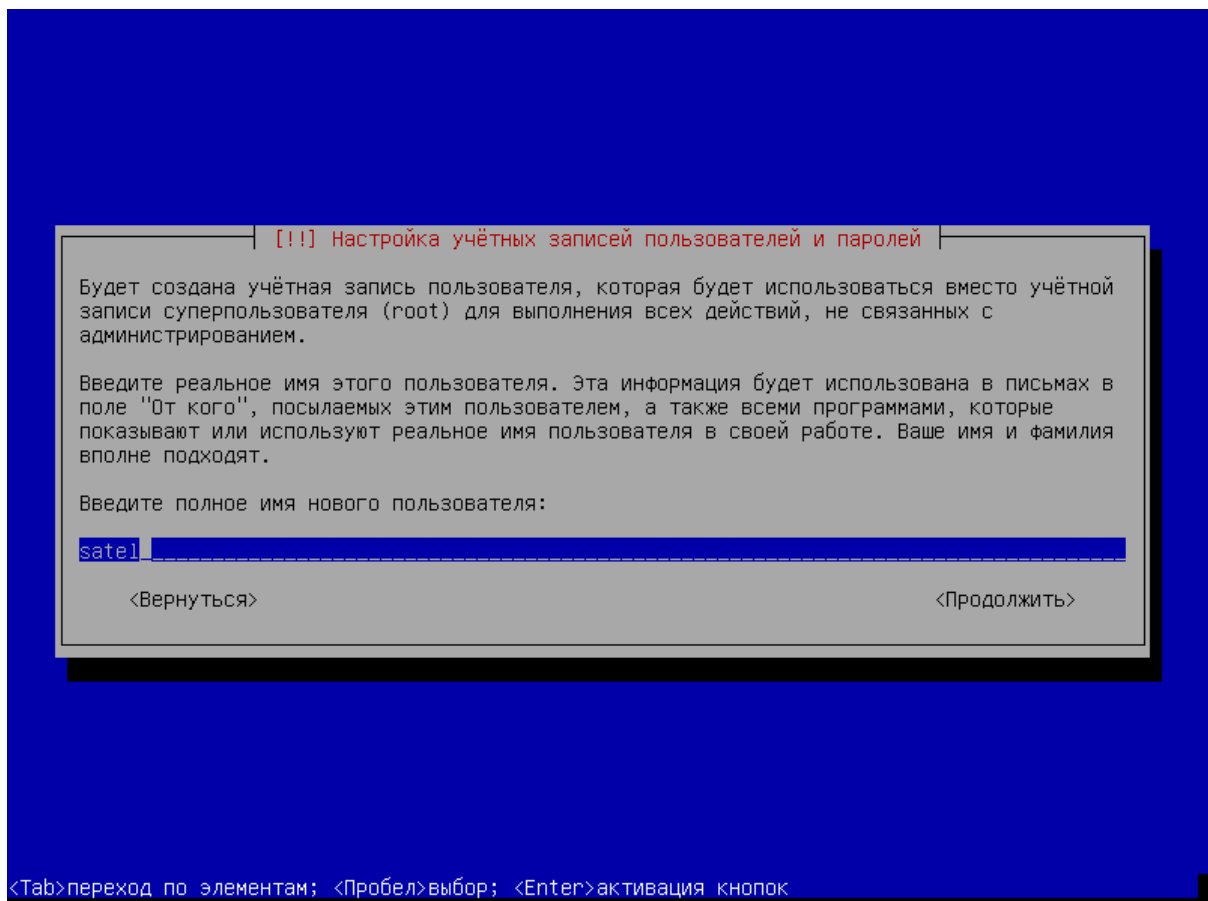 [!!] Настройка учётных записей пользователей и паролей
Будет создана учётная запись пользователя, которая будет использоваться вместо учётной
записи суперпользователя (root) для выполнения всех действий, не связанных с
администрированием.
Введите реальное имя этого пользователя. Эта информация будет использована в письмах в
поле "От кого", посылаемых этим пользователем, а также всеми программами, которые
показывают или используют реальное имя пользователя в своей работе. Ваше имя и фамилия
вполне подходят.
Введите полное имя нового пользователя:
satel
<Вернуться> <Продолжить>
<Tab>переход по элементам; <Пробел>выбор; <Enter>активация кнопок